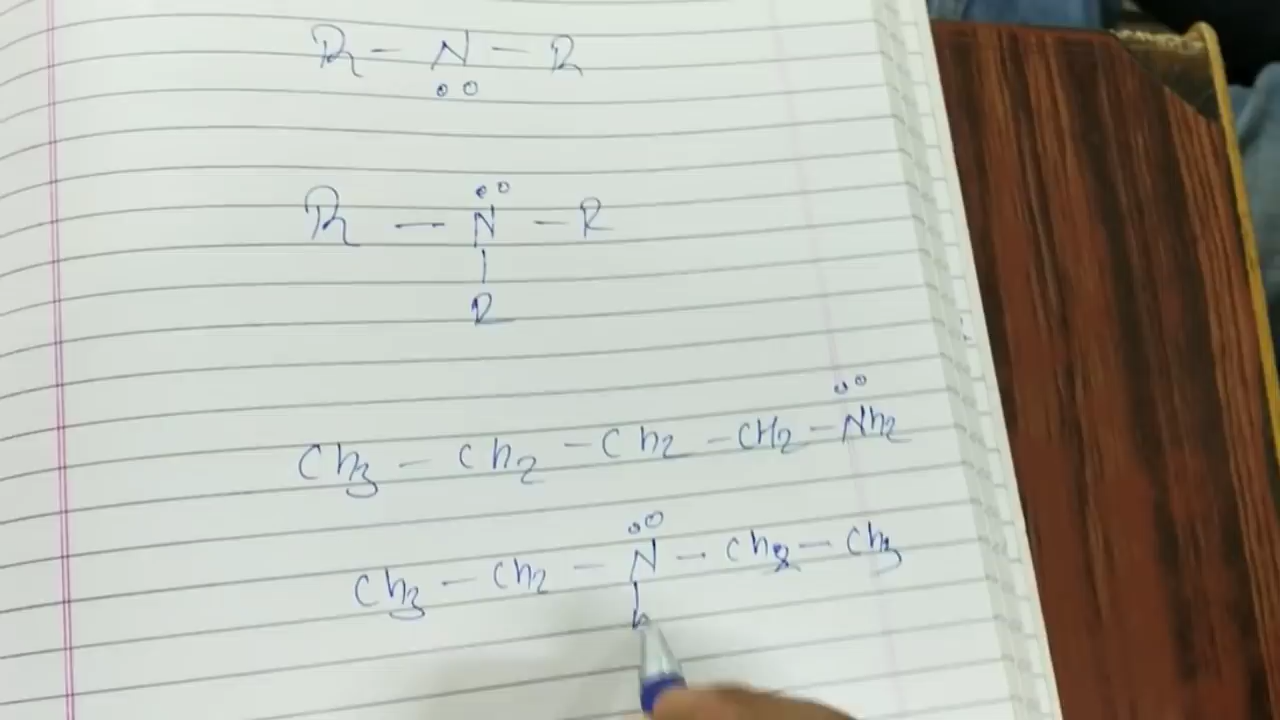 R - N - R
R - N - R
R
Ch3 - Ch2 - Ch2 - CH2 - Nh2
Ch3 - Ch2 - N - Ch2 - Ch3
h